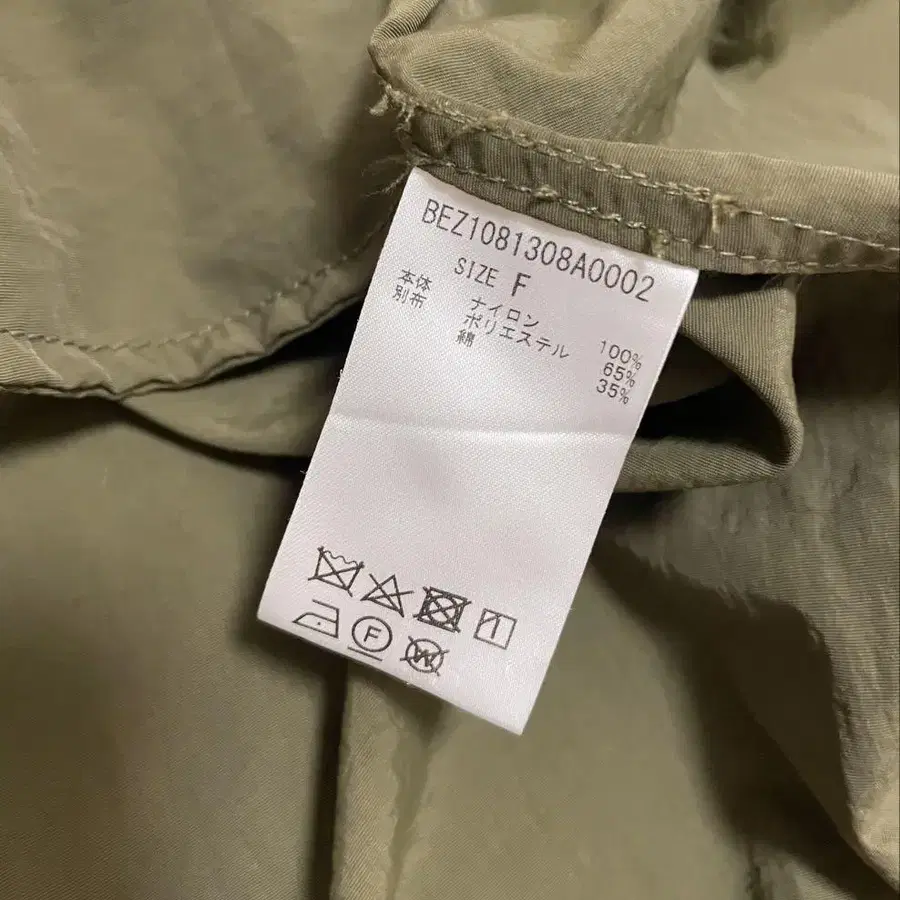 BEZ1081308A0002
SIZE F
本体 ナイロン 100%
別布 ポリエステル 65%
綿 35%
F
W